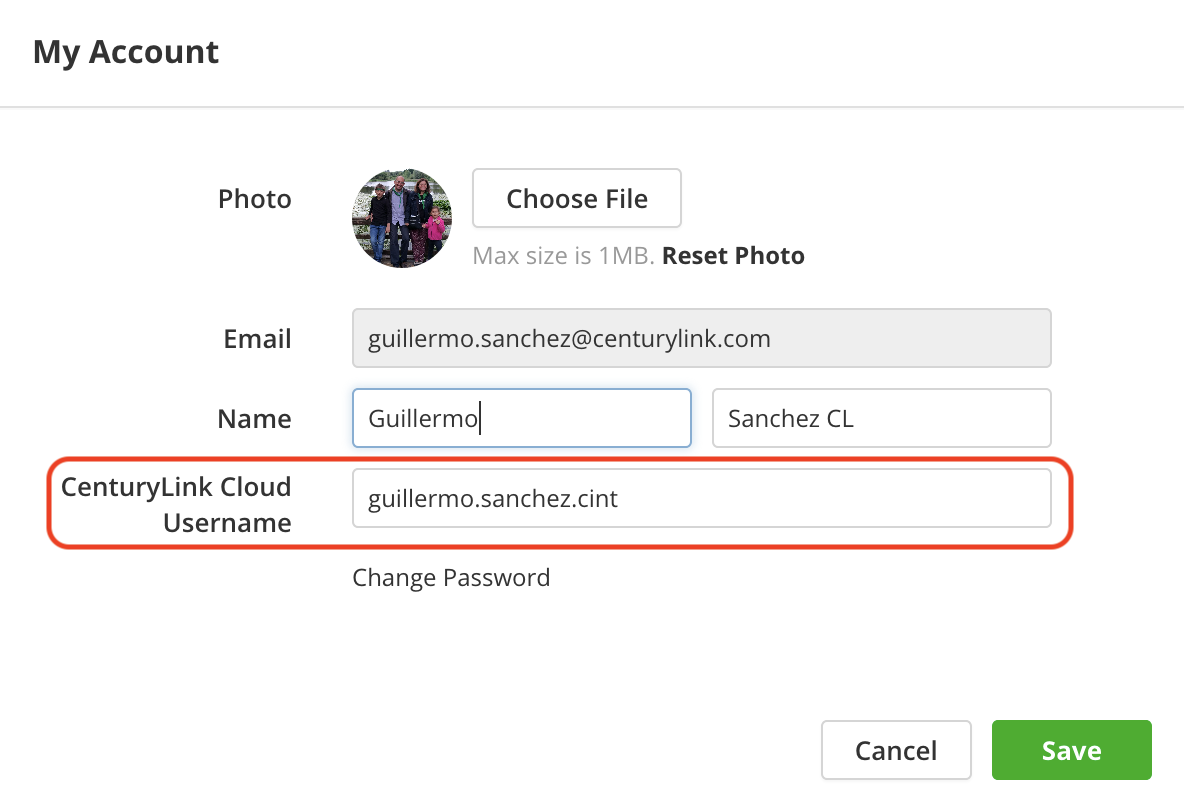 My Account
Photo
Choose File
Max size is 1MB. Reset Photo
Email
guillermo.sanchez@centurylink.com
Name
Guillermo
Sanchez CL
CenturyLink Cloud
Username
guillermo.sanchez.cint
Change Password
Cancel
Save